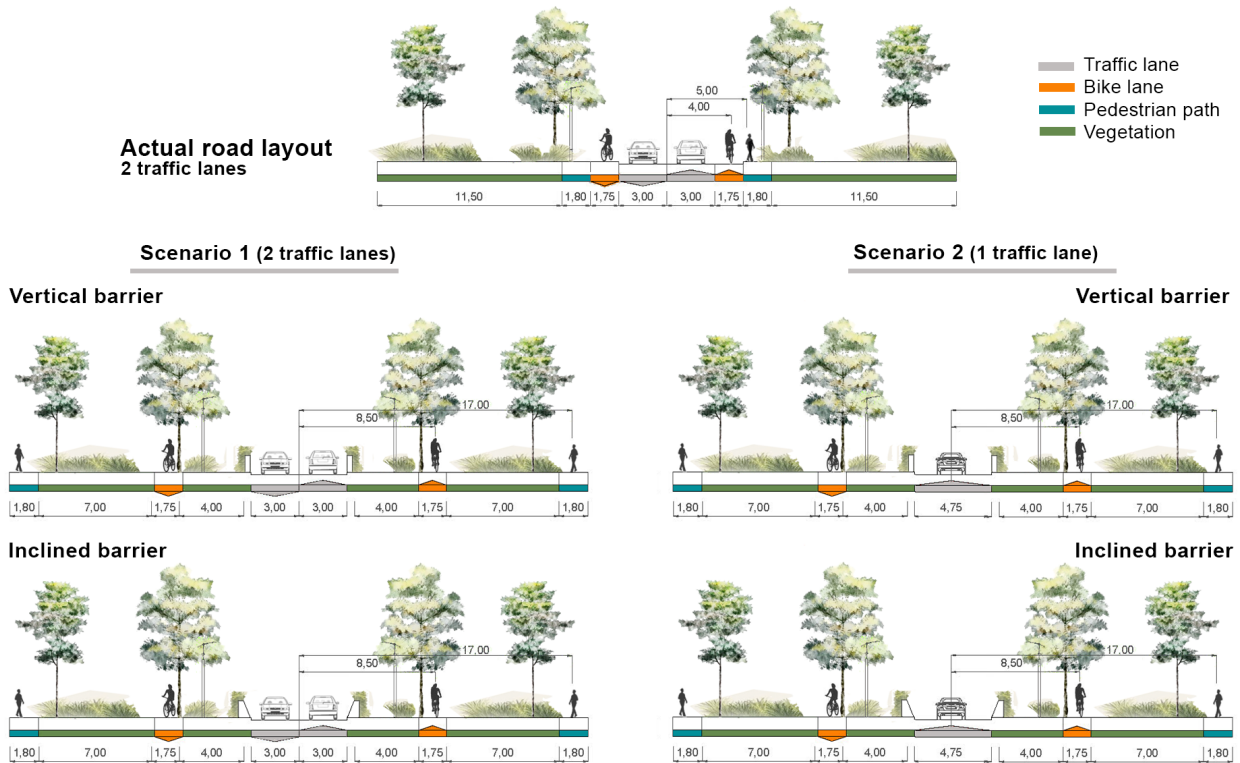 Traffic lane
Bike lane
Pedestrian path
Vegetation
5,00
4,00
Actual road layout
2 traffic lanes
11,50 1,80 1,75 3,00 3,00 1,75 1,80 11,50
Scenario 1 (2 traffic lanes)
Scenario 2 (1 traffic lane)
Vertical barrier
Vertical barrier
17,00
8,50
17,00
8,50
1,80 7,00 1,75 4,00 3,00 3,00 4,00 1,75 7,00 1,80
1,80 7,00 1,75 4,00 4,75 4,00 1,75 7,00 1,80
Inclined barrier
Inclined barrier
17,00
8,50
17,00
8,50
1,80 7,00 1,75 4,00 3,00 3,00 4,00 1,75 7,00 1,80
1,80 7,00 1,75 4,00 4,75 4,00 1,75 7,00 1,80